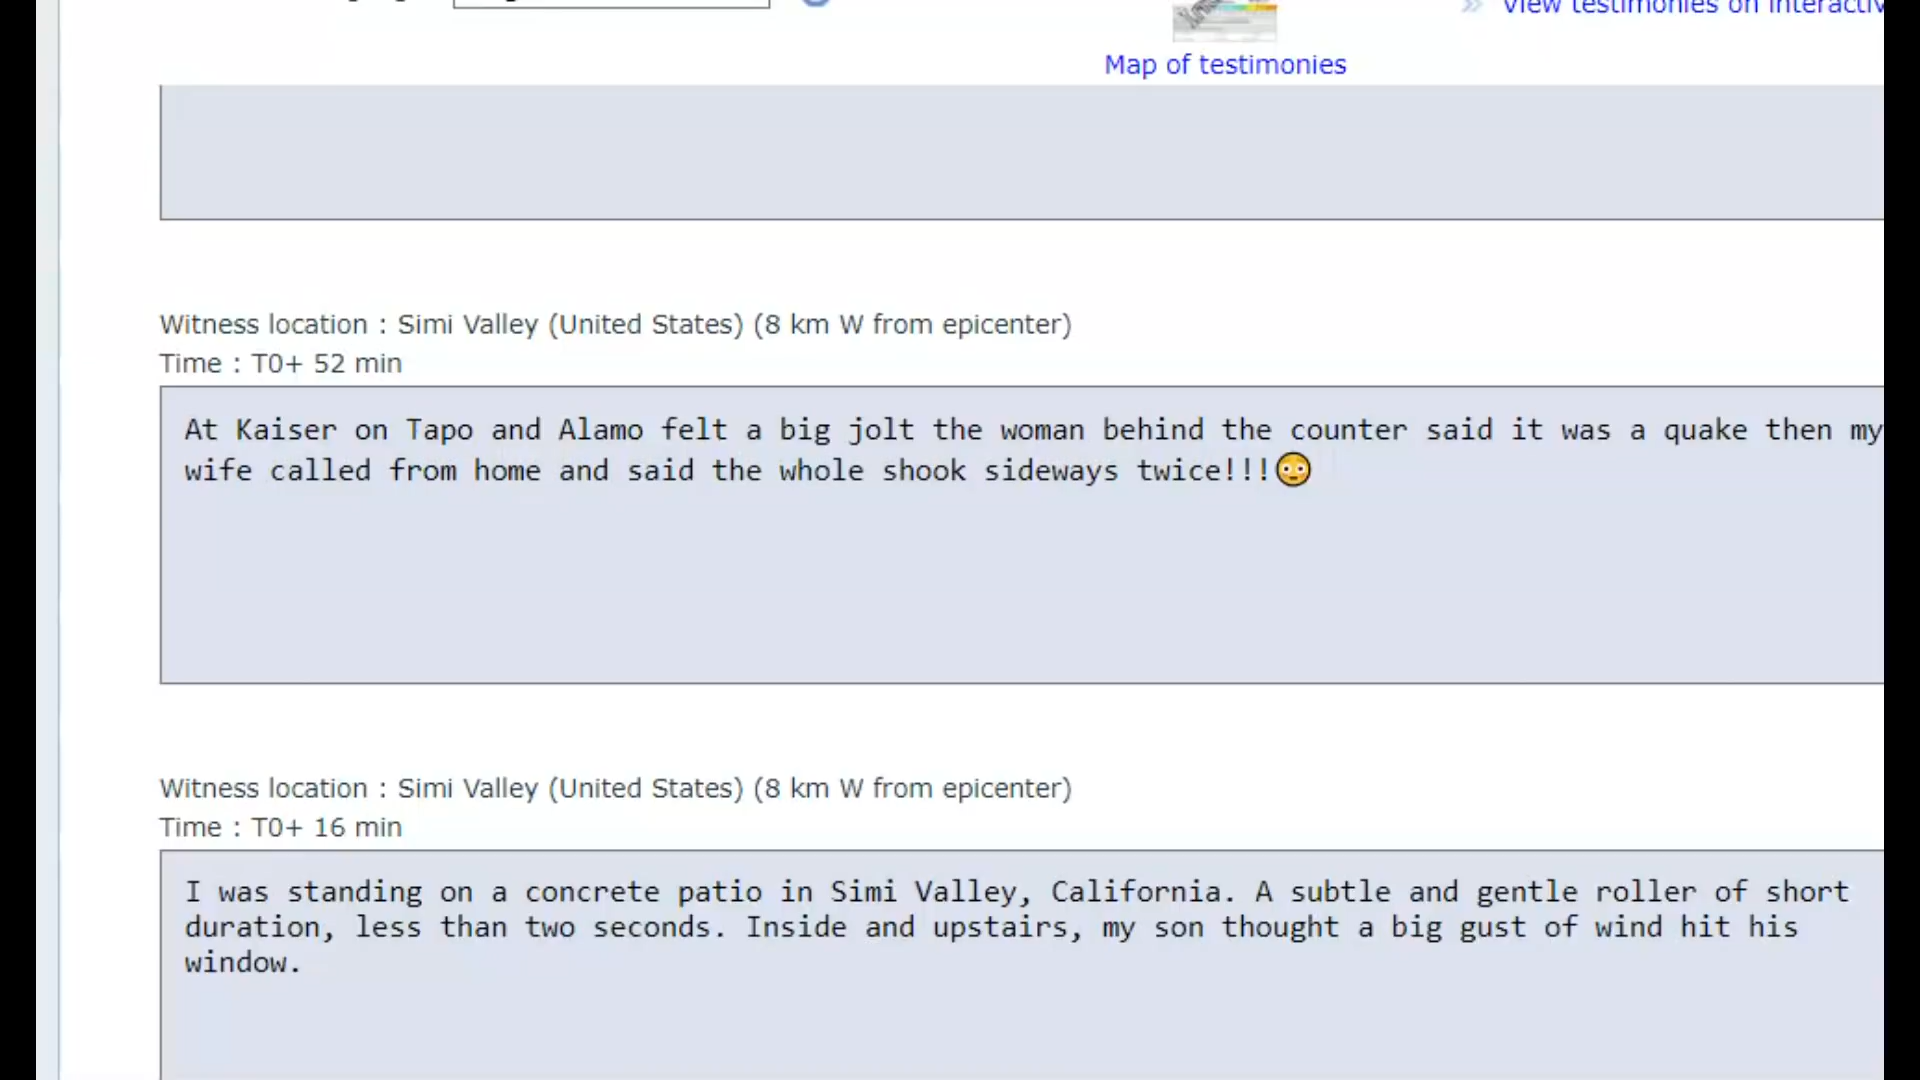 View testimonies on interactiv
Map of testimonies
Witness location : Simi Valley (United States) (8 km W from epicenter)
Time : T0+ 52 min
At Kaiser on Tapo and Alamo felt a big jolt the woman behind the counter said it was a quake then my
wife called from home and said the whole shook sideways twice!!!😳
Witness location : Simi Valley (United States) (8 km W from epicenter)
Time : T0+ 16 min
I was standing on a concrete patio in Simi Valley, California. A subtle and gentle roller of short
duration, less than two seconds. Inside and upstairs, my son thought a big gust of wind hit his
window.